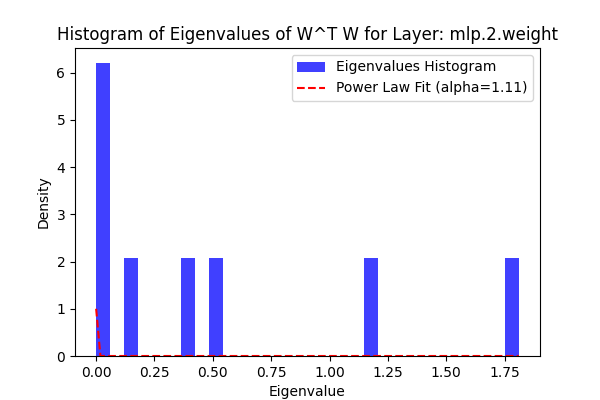 Histogram of Eigenvalues of W^T W for Layer: mlp.2.weight
Eigenvalues Histogram
Power Law Fit (alpha=1.11)
6
5
4
3
2
1
0
Density
0.00 0.25 0.50 0.75 1.00 1.25 1.50 1.75
Eigenvalue